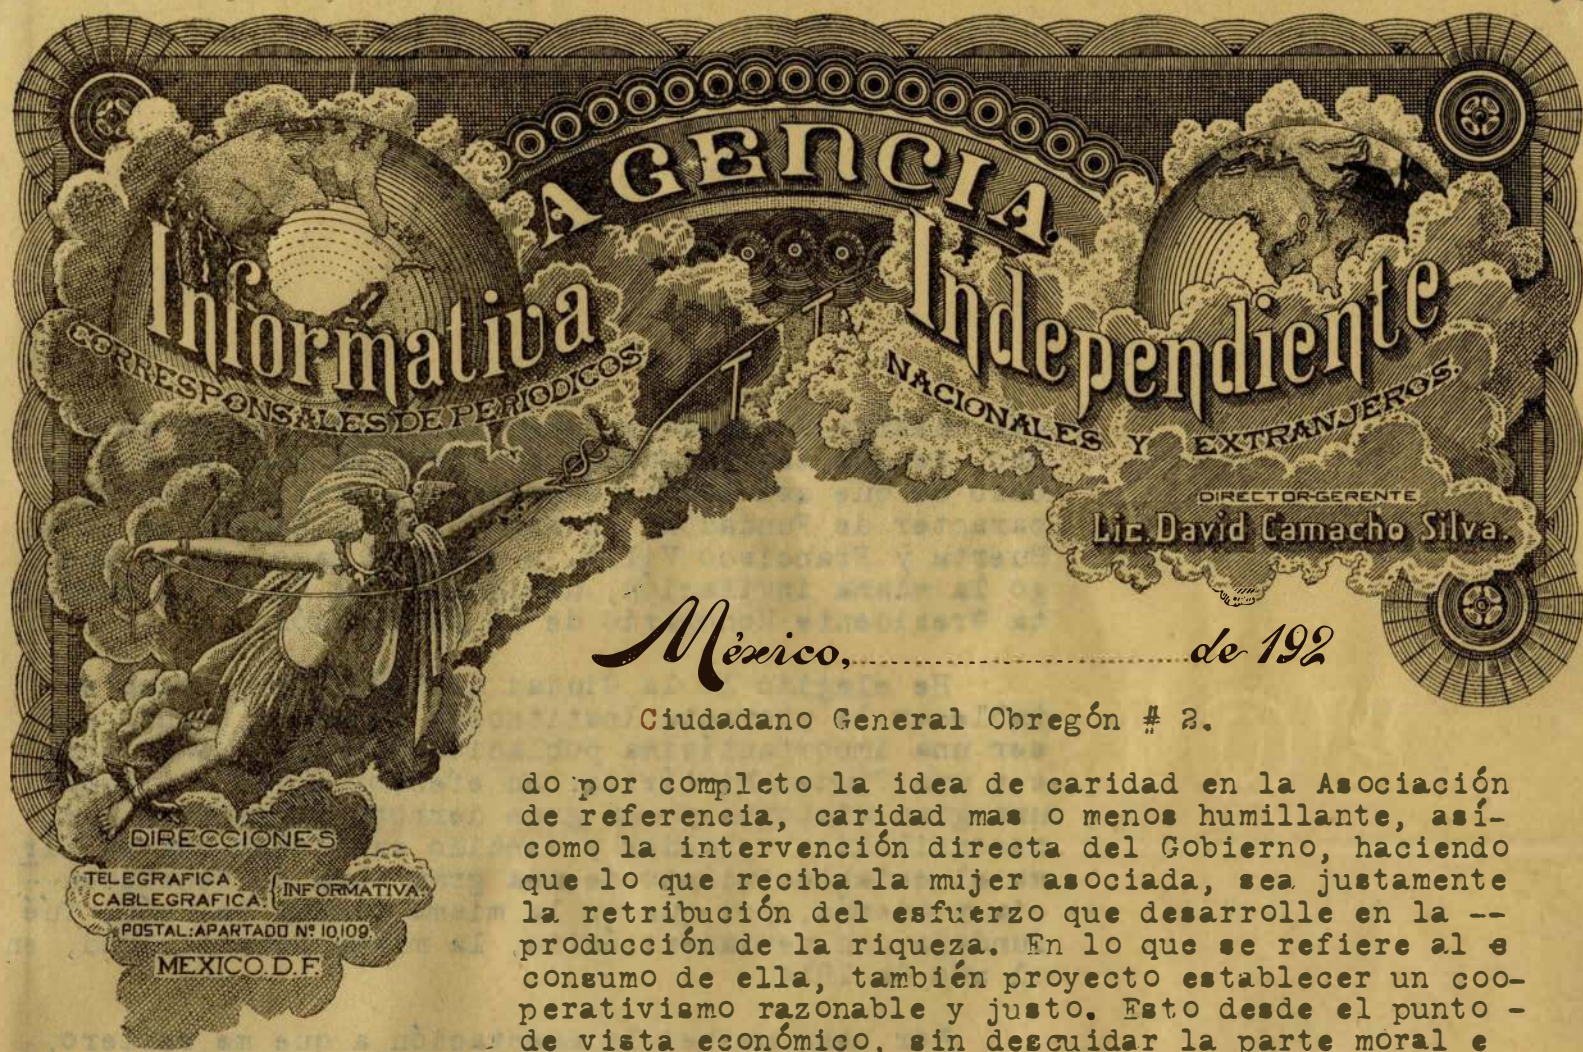 AGENCIA
Informativa Independiente
CORRESPONSALES DE PERIODICOS NACIONALES Y EXTRANJEROS.
DIRECTOR-GERENTE
Lic. David Camacho Silva.
México, de 192
Ciudadano General Obregón # 2.
do por completo la idea de caridad en la Asociación
de referencia, caridad mas o menos humillante, así-
como la intervención directa del Gobierno, haciendo
que lo que reciba la mujer asociada, sea justamente
la retribución del esfuerzo que desarrolle en la --
producción de la riqueza. En lo que se refiere al
consumo de ella, también proyecto establecer un coo-
perativismo razonable y justo. Esto desde el punto -
de vista económico, sin descuidar la parte moral e
DIRECCIONES
TELEGRAFICA.
CABLEGRAFICA. { INFORMATIVA.
POSTAL: APARTADO Nº 10,109.
MEXICO. D. F.